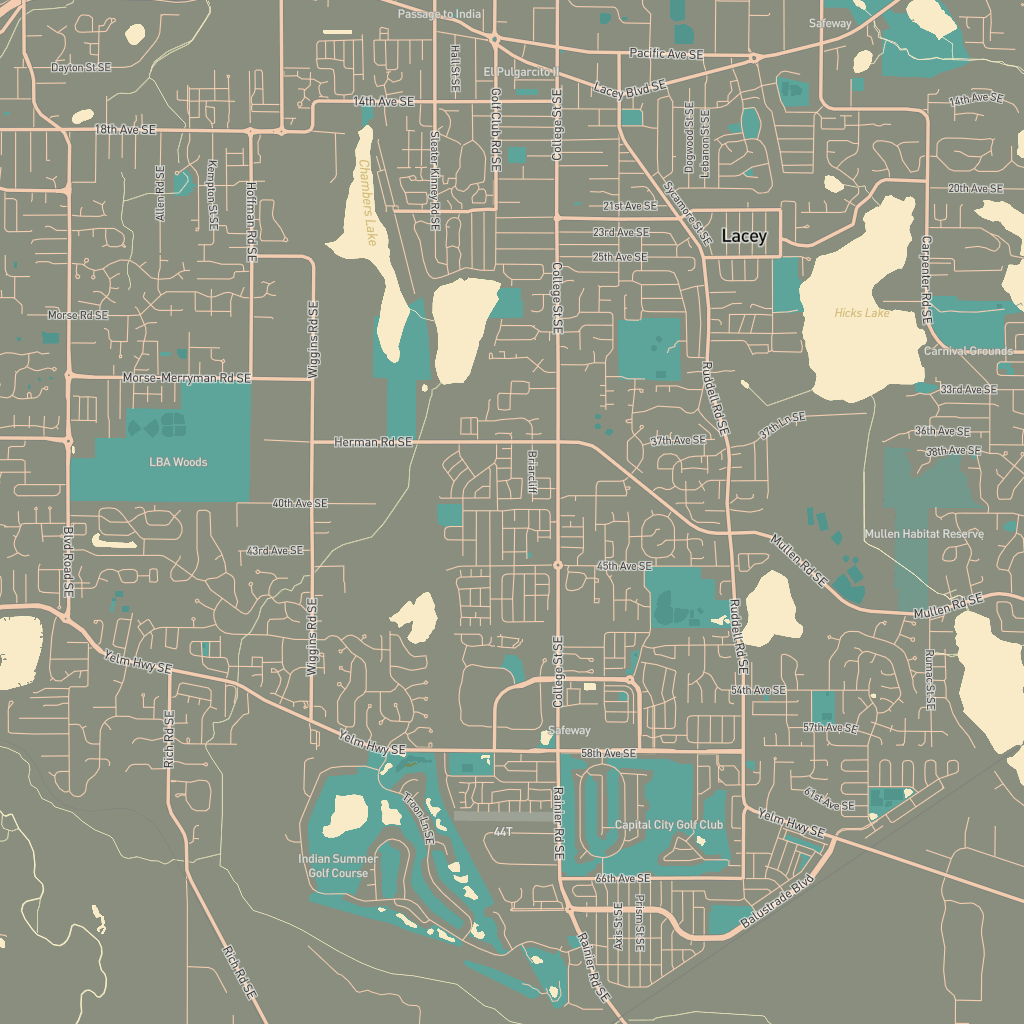 Passage to India
Safeway
Dayton St SE
Hall St SE
Pacific Ave SE
El Pulgarcito II
Lacey Blvd SE
14th Ave SE
14th Ave SE
18th Ave SE
Golf Club Rd SE
College St SE
Dogwood St SE
Lebanon St SE
Allen Rd SE
Kempton St SE
Hoffman Rd SE
Chambers Lake
Sleater Kinney Rd SE
Sycamore St SE
20th Ave SE
21st Ave SE
23rd Ave SE
Lacey
25th Ave SE
Carpenter Rd SE
College St SE
Morse Rd SE
Wiggins Rd SE
Hicks Lake
Carnival Grounds
Morse-Merryman Rd SE
Ruddell Rd SE
33rd Ave SE
37th Ln SE
36th Ave SE
Herman Rd SE
37th Ave SE
38th Ave SE
LBA Woods
Briarcliff
40th Ave SE
Mullen Habitat Reserve
43rd Ave SE
Blvd Road SE
Mullen Rd SE
45th Ave SE
Mullen Rd SE
Wiggins Rd SE
Ruddell Rd SE
College St SE
Yelm Hwy SE
Rumac St SE
54th Ave SE
Rich Rd SE
57th Ave SE
Safeway
Yelm Hwy SE
58th Ave SE
61st Ave SE
Troon Ln SE
Rainier Rd SE
Yelm Hwy SE
44T
Capital City Golf Club
Indian Summer
Golf Course
66th Ave SE
Balustrade Blvd
Axis St SE
Prism St SE
Rich Rd SE
Rainier Rd SE